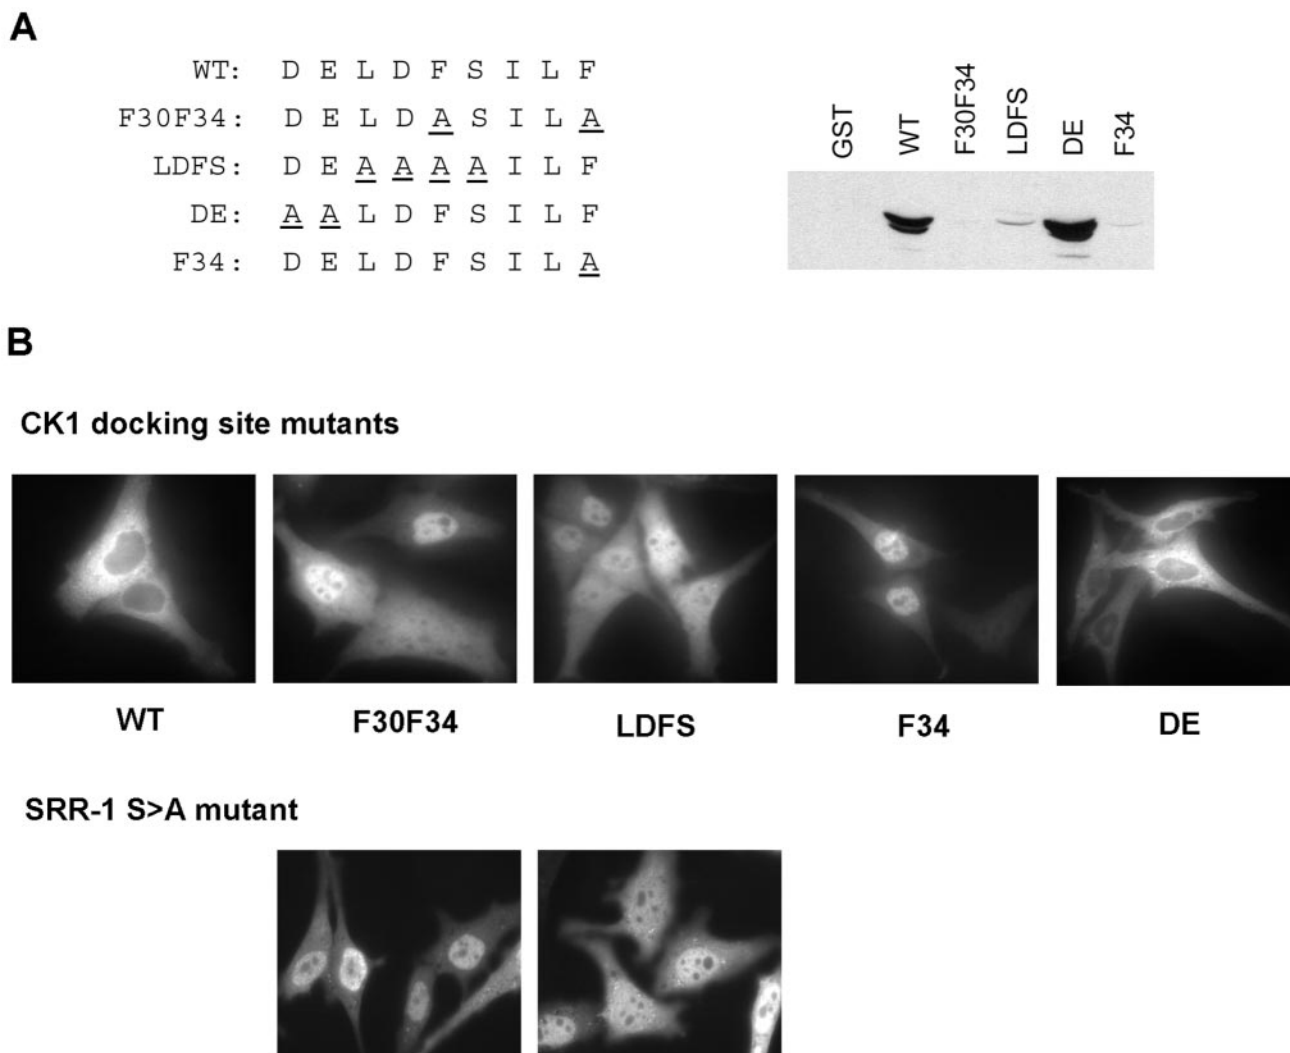 A
WT: D E L D F S I L F
F30F34: D E L D A S I L A
LDFS: D E A A A A I L F
DE: A A L D F S I L F
F34: D E L D F S I L A
GST WT F30F34 LDFS DE F34
B
CK1 docking site mutants
WT F30F34 LDFS F34 DE
SRR-1 S>A mutant